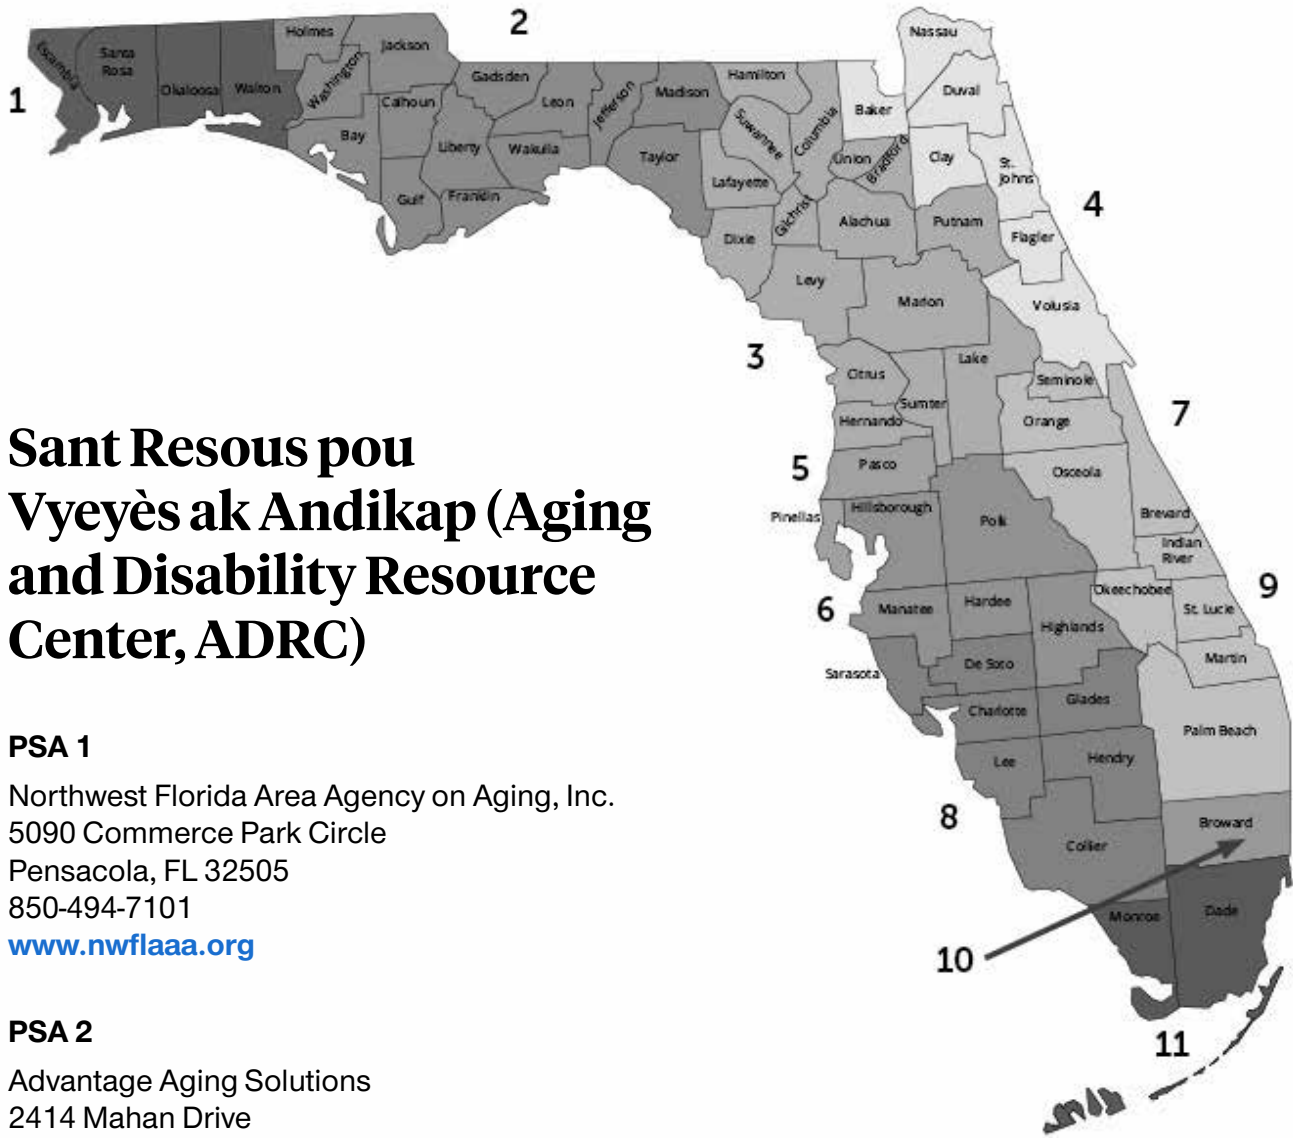 2
1
Escambia
Santa
Rosa
Okaloosa
Walton
Holmes
Washington
Jackson
Bay
Calhoun
Gulf
Liberty
Gadsden
Franklin
Leon
Wakulla
Jefferson
Madison
Taylor
Hamilton
Suwannee
Lafayette
Dixie
Columbia
Gilchrist
Baker
Union
Bradford
Alachua
Levy
Marion
Putnam
Nassau
Duval
Clay
St.
Johns
Flagler
Volusia
4
3
Citrus
Hernando
Sumter
Lake
Seminole
Orange
Osceola
7
Brevard
5
Pasco
Pinellas
Hillsborough
Polk
Indian
River
Okeechobee
St. Lucie
Martin
9
6
Manatee
Hardee
Highlands
De Soto
Sarasota
Charlotte
Glades
Lee
Hendry
Collier
8
Palm Beach
Broward
10
Monroe
Dade
11
Sant Resous pou
Vyeyès ak Andikap (Aging
and Disability Resource
Center, ADRC)
PSA 1
Northwest Florida Area Agency on Aging, Inc.
5090 Commerce Park Circle
Pensacola, FL 32505
850-494-7101
www.nwflaaa.org
PSA 2
Advantage Aging Solutions
2414 Mahan Drive